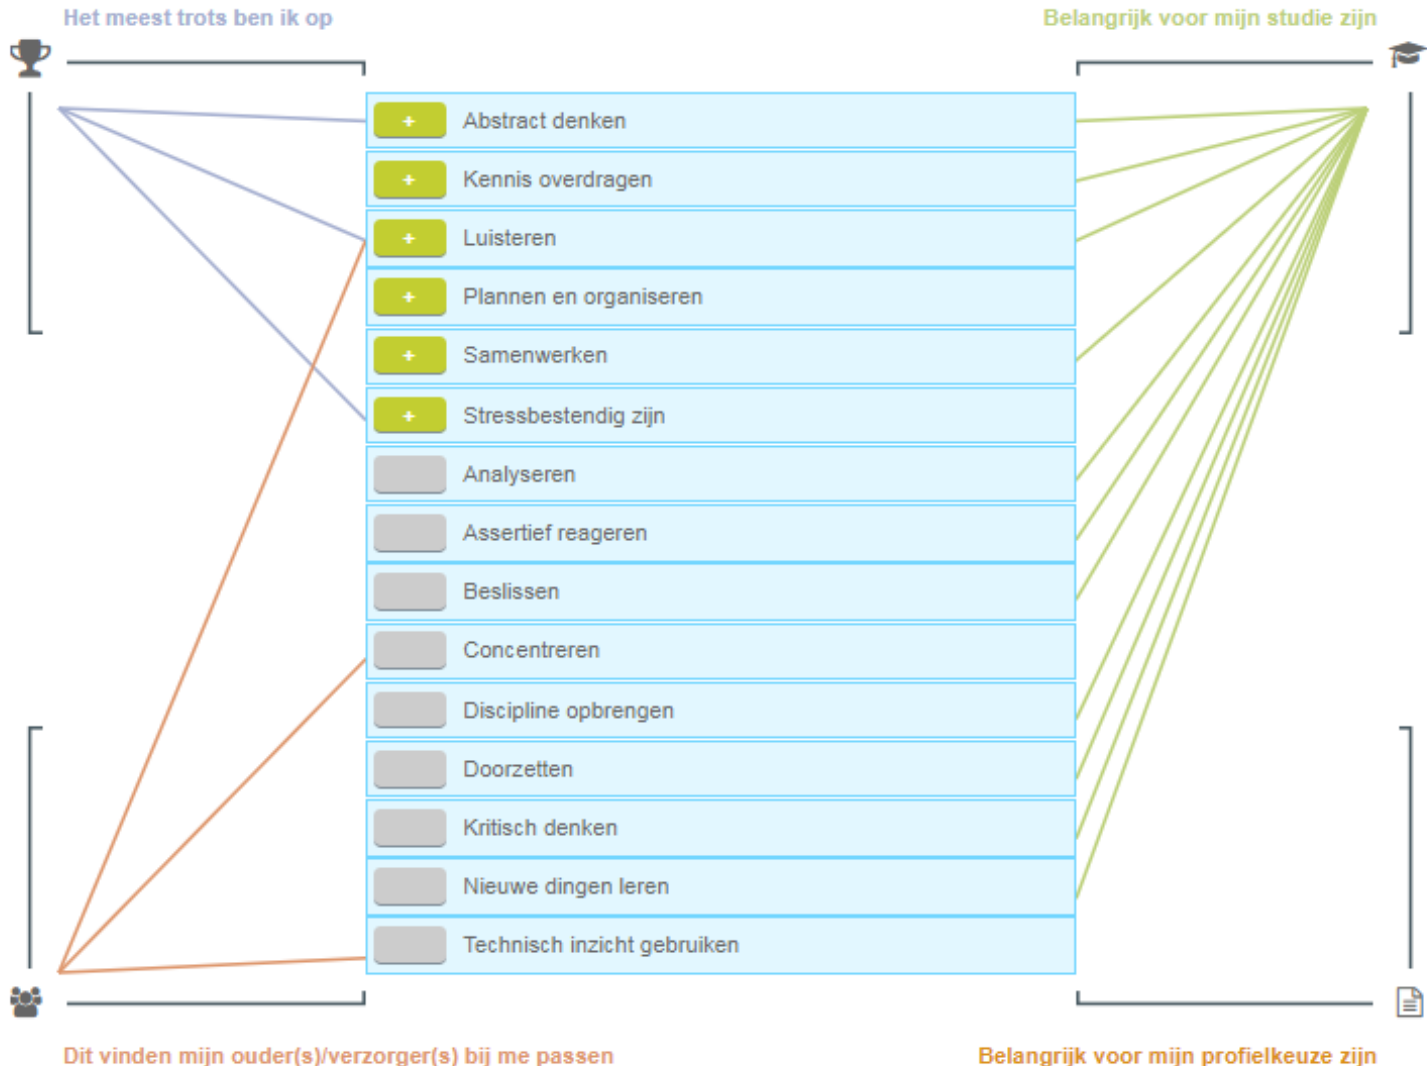 Het meest trots ben ik op
Belangrijk voor mijn studie zijn
+ Abstract denken
+ Kennis overdragen
+ Luisteren
+ Plannen en organiseren
+ Samenwerken
+ Stressbestendig zijn
Analyseren
Assertief reageren
Beslissen
Concentreren
Discipline opbrengen
Doorzetten
Kritisch denken
Nieuwe dingen leren
Technisch inzicht gebruiken
Dit vinden mijn ouder(s)/verzorger(s) bij me passen
Belangrijk voor mijn profielkeuze zijn